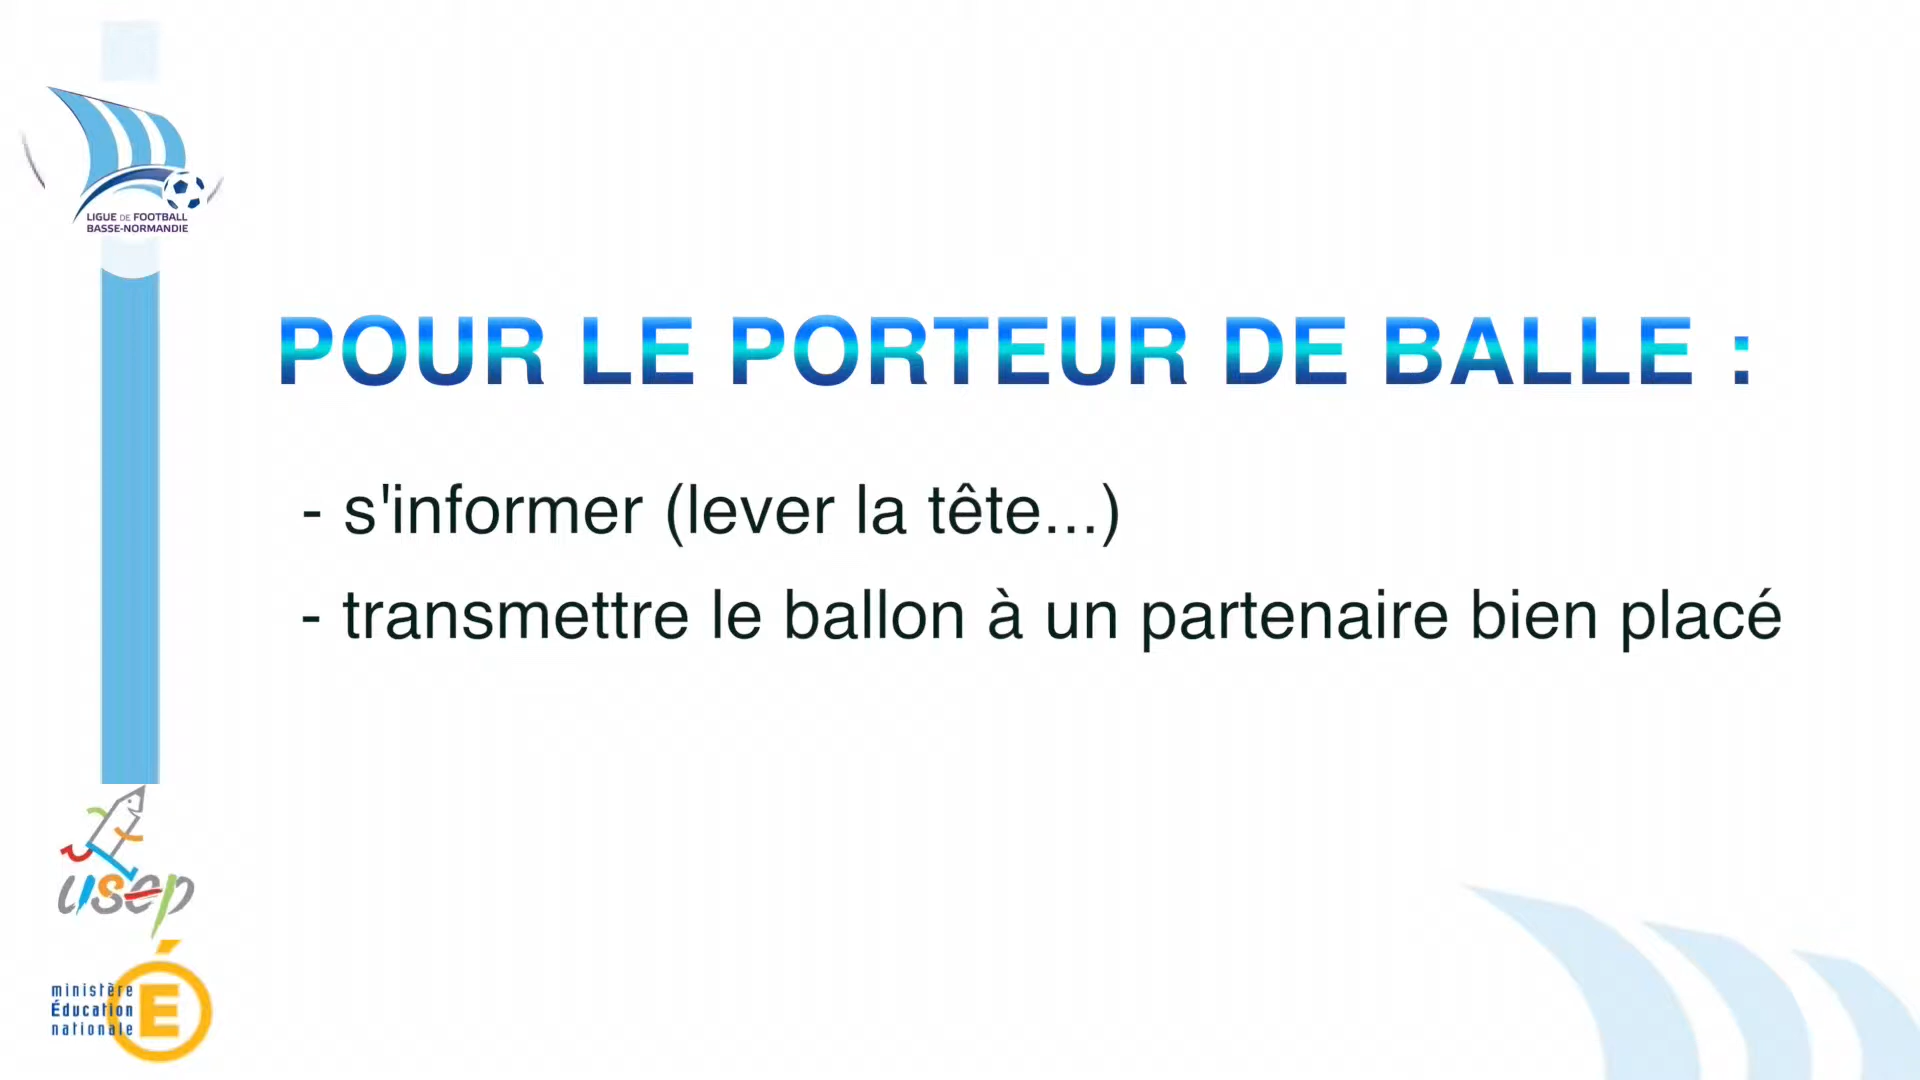 LIGUE DE FOOTBALL
BASSE-NORMANDIE
POUR LE PORTEUR DE BALLE :
- s'informer (lever la tête...)
- transmettre le ballon à un partenaire bien placé
usep
ministère
Éducation
nationale
É